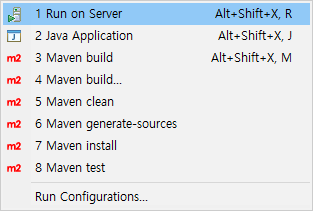 1 Run on Server Alt+Shift+X, R
2 Java Application Alt+Shift+X, J
m2 3 Maven build Alt+Shift+X, M
m2 4 Maven build...
m2 5 Maven clean
m2 6 Maven generate-sources
m2 7 Maven install
m2 8 Maven test
Run Configurations...